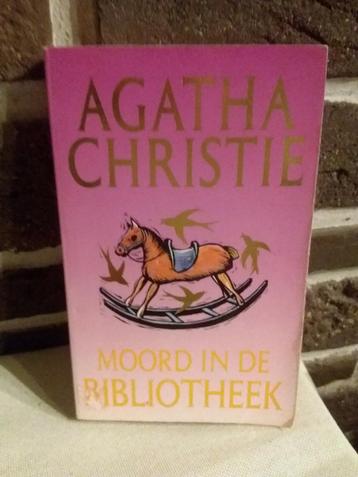 AGATHA
CHRISTIE
MOORD IN DE
BIBLIOTHEEK